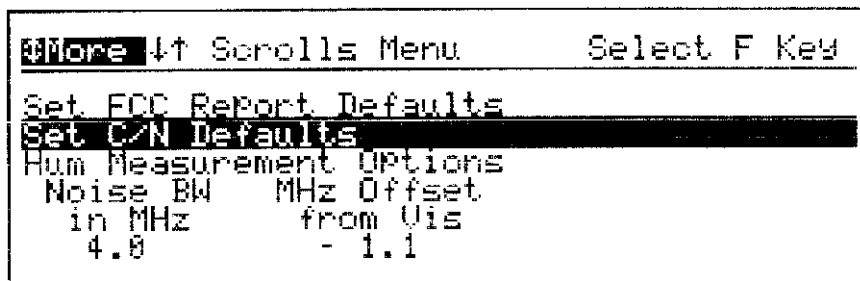 ↕More ↓↑ Scrolls Menu Select F Key
Set FCC Report Defaults
Set C/N Defaults
Hum Measurement Options
Noise BW MHz Offset
in MHz from Vis
4.0 - 1.1